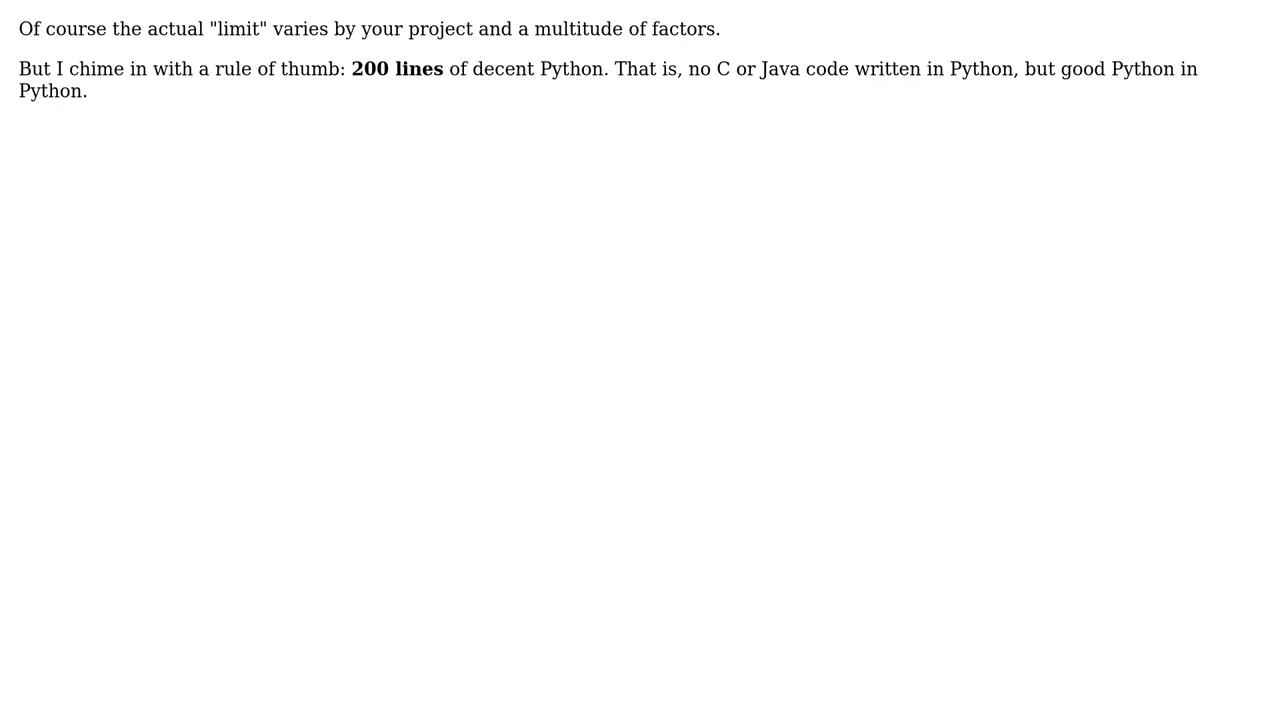 Of course the actual "limit" varies by your project and a multitude of factors.
But I chime in with a rule of thumb: 200 lines of decent Python. That is, no C or Java code written in Python, but good Python in
Python.